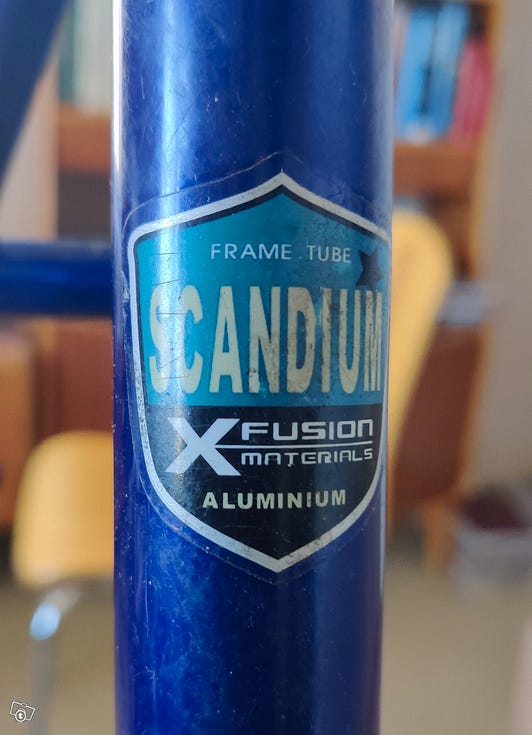 FRAME . TUBE
SCANDIUM
X FUSION
MATERIALS
ALUMINIUM